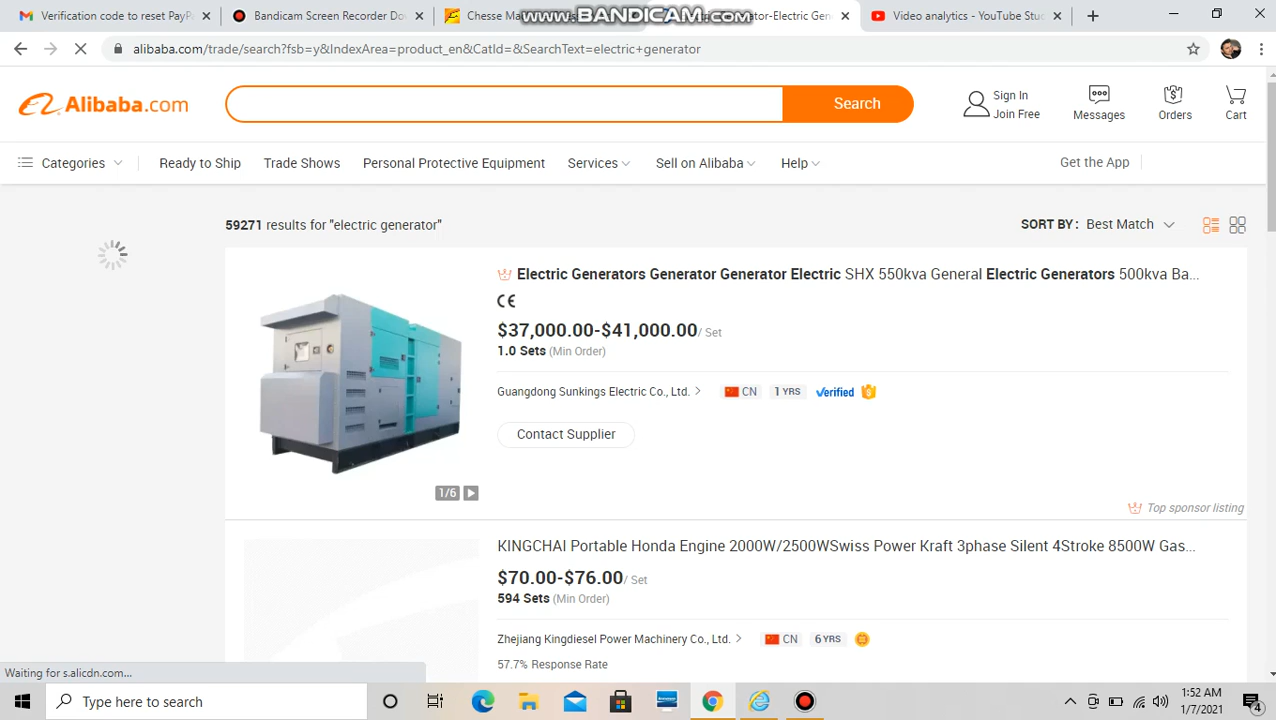 Verification code to reset PayP
Bandicam Screen Recorder Do
Chesse Ma
rator-Electric Gen
Video analytics - YouTube Stu
www.BANDICAM.com
alibaba.com/trade/search?fsb=y&IndexArea=product_en&CatId=&SearchText=electric+generator
Alibaba.com
Search
Sign In
Join Free
Messages
Orders
Cart
Categories
Ready to Ship
Trade Shows
Personal Protective Equipment
Services
Sell on Alibaba
Help
Get the App
59271 results for "electric generator"
SORT BY : Best Match
Electric Generators Generator Generator Electric SHX 550kva General Electric Generators 500kva Ba...
CE
$37,000.00-$41,000.00/ Set
1.0 Sets (Min Order)
Guangdong Sunkings Electric Co., Ltd. >
CN
1 YRS
Verified
Contact Supplier
1/6
Top sponsor listing
KINGCHAI Portable Honda Engine 2000W/2500WSwiss Power Kraft 3phase Silent 4Stroke 8500W Gas...
$70.00-$76.00/ Set
594 Sets (Min Order)
Zhejiang Kingdiesel Power Machinery Co., Ltd. >
CN
6 YRS
57.7% Response Rate
Waiting for s.alicdn.com...
Type here to search
1:52 AM
1/7/2021
4